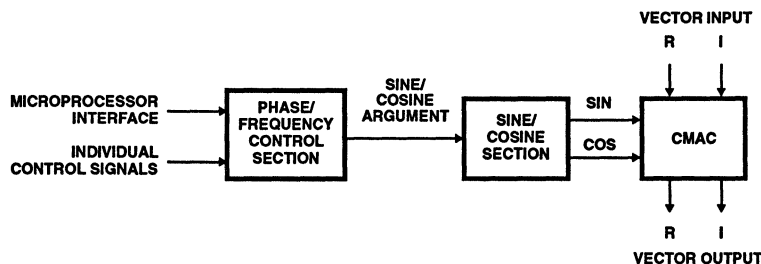 VECTOR INPUT
R I
MICROPROCESSOR
INTERFACE
INDIVIDUAL
CONTROL SIGNALS
PHASE/
FREQUENCY
CONTROL
SECTION
SINE/
COSINE
ARGUMENT
SINE/
COSINE
SECTION
SIN
COS
CMAC
R I
VECTOR OUTPUT